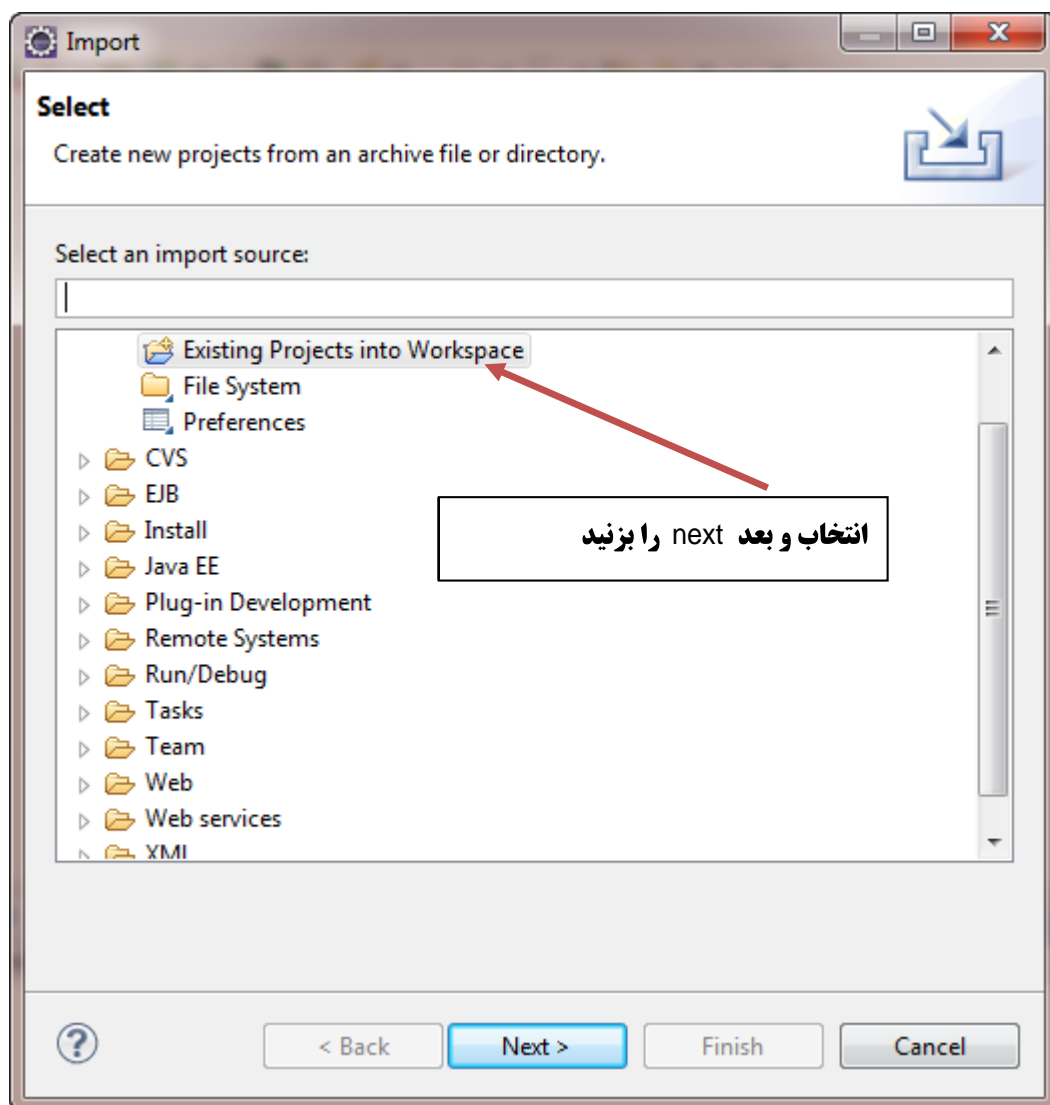 Import
Select
Create new projects from an archive file or directory.
Select an import source:
Existing Projects into Workspace
File System
Preferences
CVS
EJB
Install
انتخاب و بعد next را بزنید
Java EE
Plug-in Development
Remote Systems
Run/Debug
Tasks
Team
Web
Web services
XML
< Back
Next >
Finish
Cancel